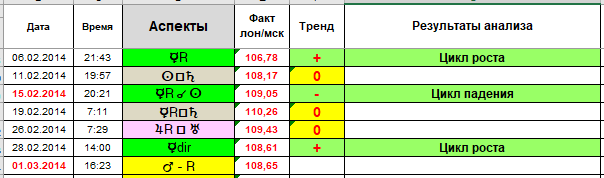 Дата Время Аспекты Факт лон/мск Тренд Результаты анализа
06.02.2014 21:43 ☿R 106,78 + Цикл роста
11.02.2014 19:57 ☉□♄ 108,17 0
15.02.2014 20:21 ☿R☌☉ 109,05 - Цикл падения
19.02.2014 7:11 ☿R□♄ 110,26 0
26.02.2014 7:29 ♃R□♅ 109,43 0
28.02.2014 14:00 ☿dir 108,61 + Цикл роста
01.03.2014 16:23 ♂ - R 108,65